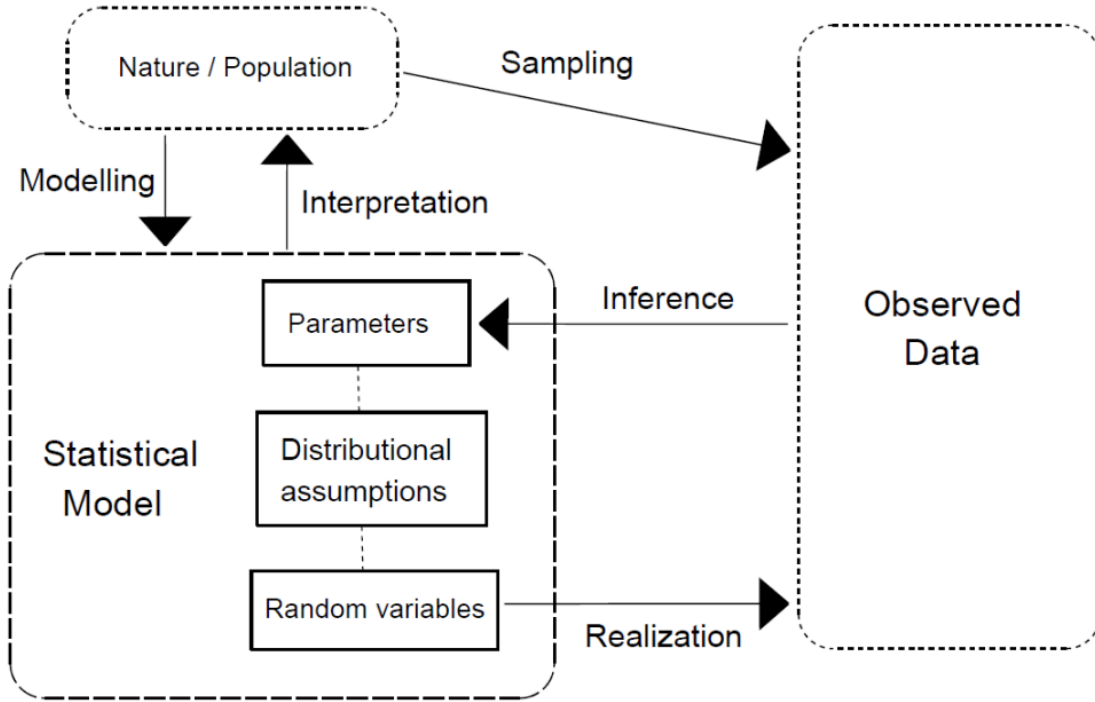 Nature / Population
Sampling
Modelling
Interpretation
Parameters
Inference
Observed
Data
Statistical
Model
Distributional
assumptions
Random variables
Realization